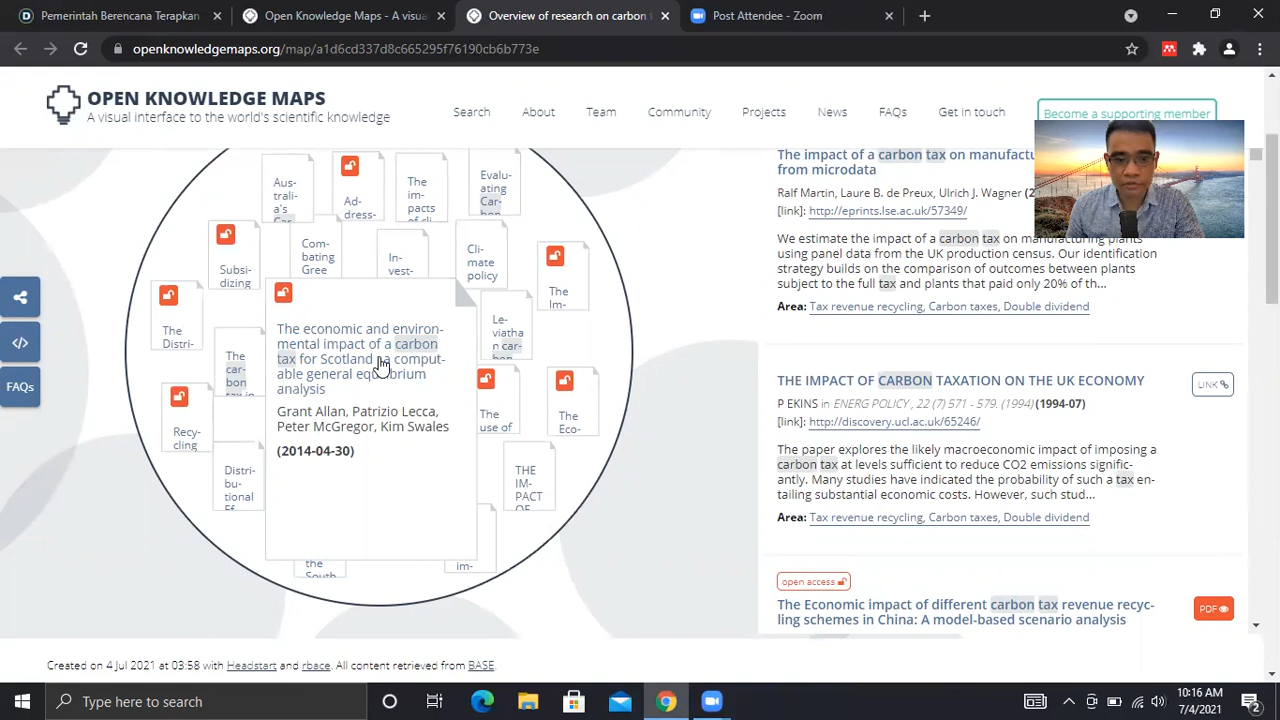 Pemerintah Berencana Terapkan
Open Knowledge Maps - A visua
Overview of research on carbon
Post Attendee - Zoom
openknowledgemaps.org/map/a1d6cd337d8c665295f76190cb6b773e
OPEN KNOWLEDGE MAPS
A visual interface to the world's scientific knowledge
Search
About
Team
Community
Projects
News
FAQs
Get in touch
Become a supporting member
Aus-
trali-
a's
Car
Ad-
dress-
The
im-
pacts
of cli
Evalu-
ating
Car-
bon
Subsi-
dizing
Com-
bating
Gree
In-
vest-
Cli-
mate
policy
The
Im-
The
Distri-
The
car-
bon
tax in
Le-
viatha
n car-
bon
Recy-
cling
The
use of
The
Eco-
Distri-
bu-
tional
THE
IM-
PACT
OF
the
South
im-
The economic and environ-
mental impact of a carbon
tax for Scotland : a comput-
able general equilibrium
analysis
Grant Allan, Patrizio Lecca,
Peter McGregor, Kim Swales
(2014-04-30)
FAQs
The impact of a carbon tax on manufactu
from microdata
Ralf Martin, Laure B. de Preux, Ulrich J. Wagner (2
[link]: http://eprints.lse.ac.uk/57349/
We estimate the impact of a carbon tax on manufacturing plants
using panel data from the UK production census. Our identification
strategy builds on the comparison of outcomes between plants
subject to the full tax and plants that paid only 20% of th...
Area: Tax revenue recycling, Carbon taxes, Double dividend
THE IMPACT OF CARBON TAXATION ON THE UK ECONOMY
LINK
P EKINS in ENERG POLICY , 22 (7) 571 - 579. (1994) (1994-07)
[link]: http://discovery.ucl.ac.uk/65246/
The paper explores the likely macroeconomic impact of imposing a
carbon tax at levels sufficient to reduce CO2 emissions signific-
antly. Many studies have indicated the probability of such a tax en-
tailing substantial economic costs. However, such stud...
Area: Tax revenue recycling, Carbon taxes, Double dividend
open access
The Economic impact of different carbon tax revenue recyc-
ling schemes in China: A model-based scenario analysis
PDF
Created on 4 Jul 2021 at 03:58 with Headstart and rbace. All content retrieved from BASE.
Type here to search
10:16 AM
7/4/2021
2